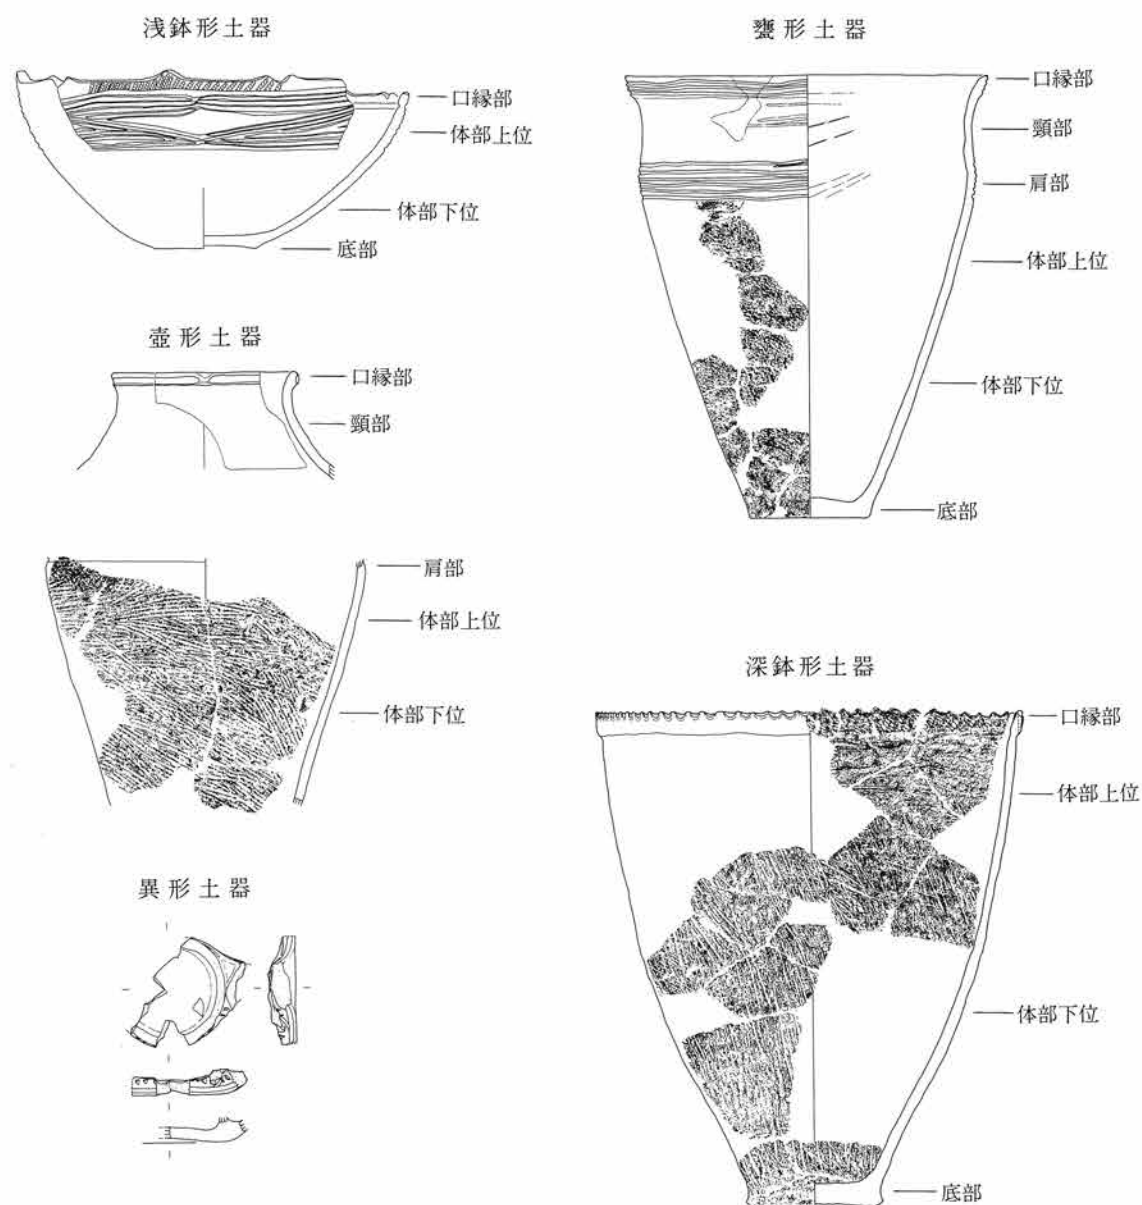 浅鉢形土器
口縁部
体部上位
体部下位
底部
壺形土器
口縁部
頸部
肩部
体部上位
体部下位
異形土器
甕形土器
口縁部
頸部
肩部
体部上位
体部下位
底部
深鉢形土器
口縁部
体部上位
体部下位
底部